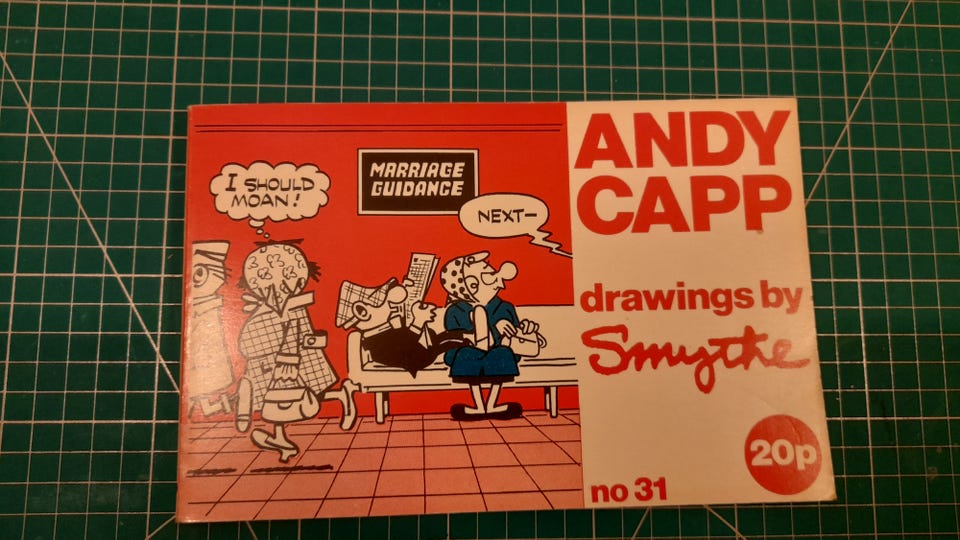 I SHOULD
MOAN!
MARRIAGE
GUIDANCE
NEXT—
ANDY
CAPP
drawings by
Smythe
20p
no 31